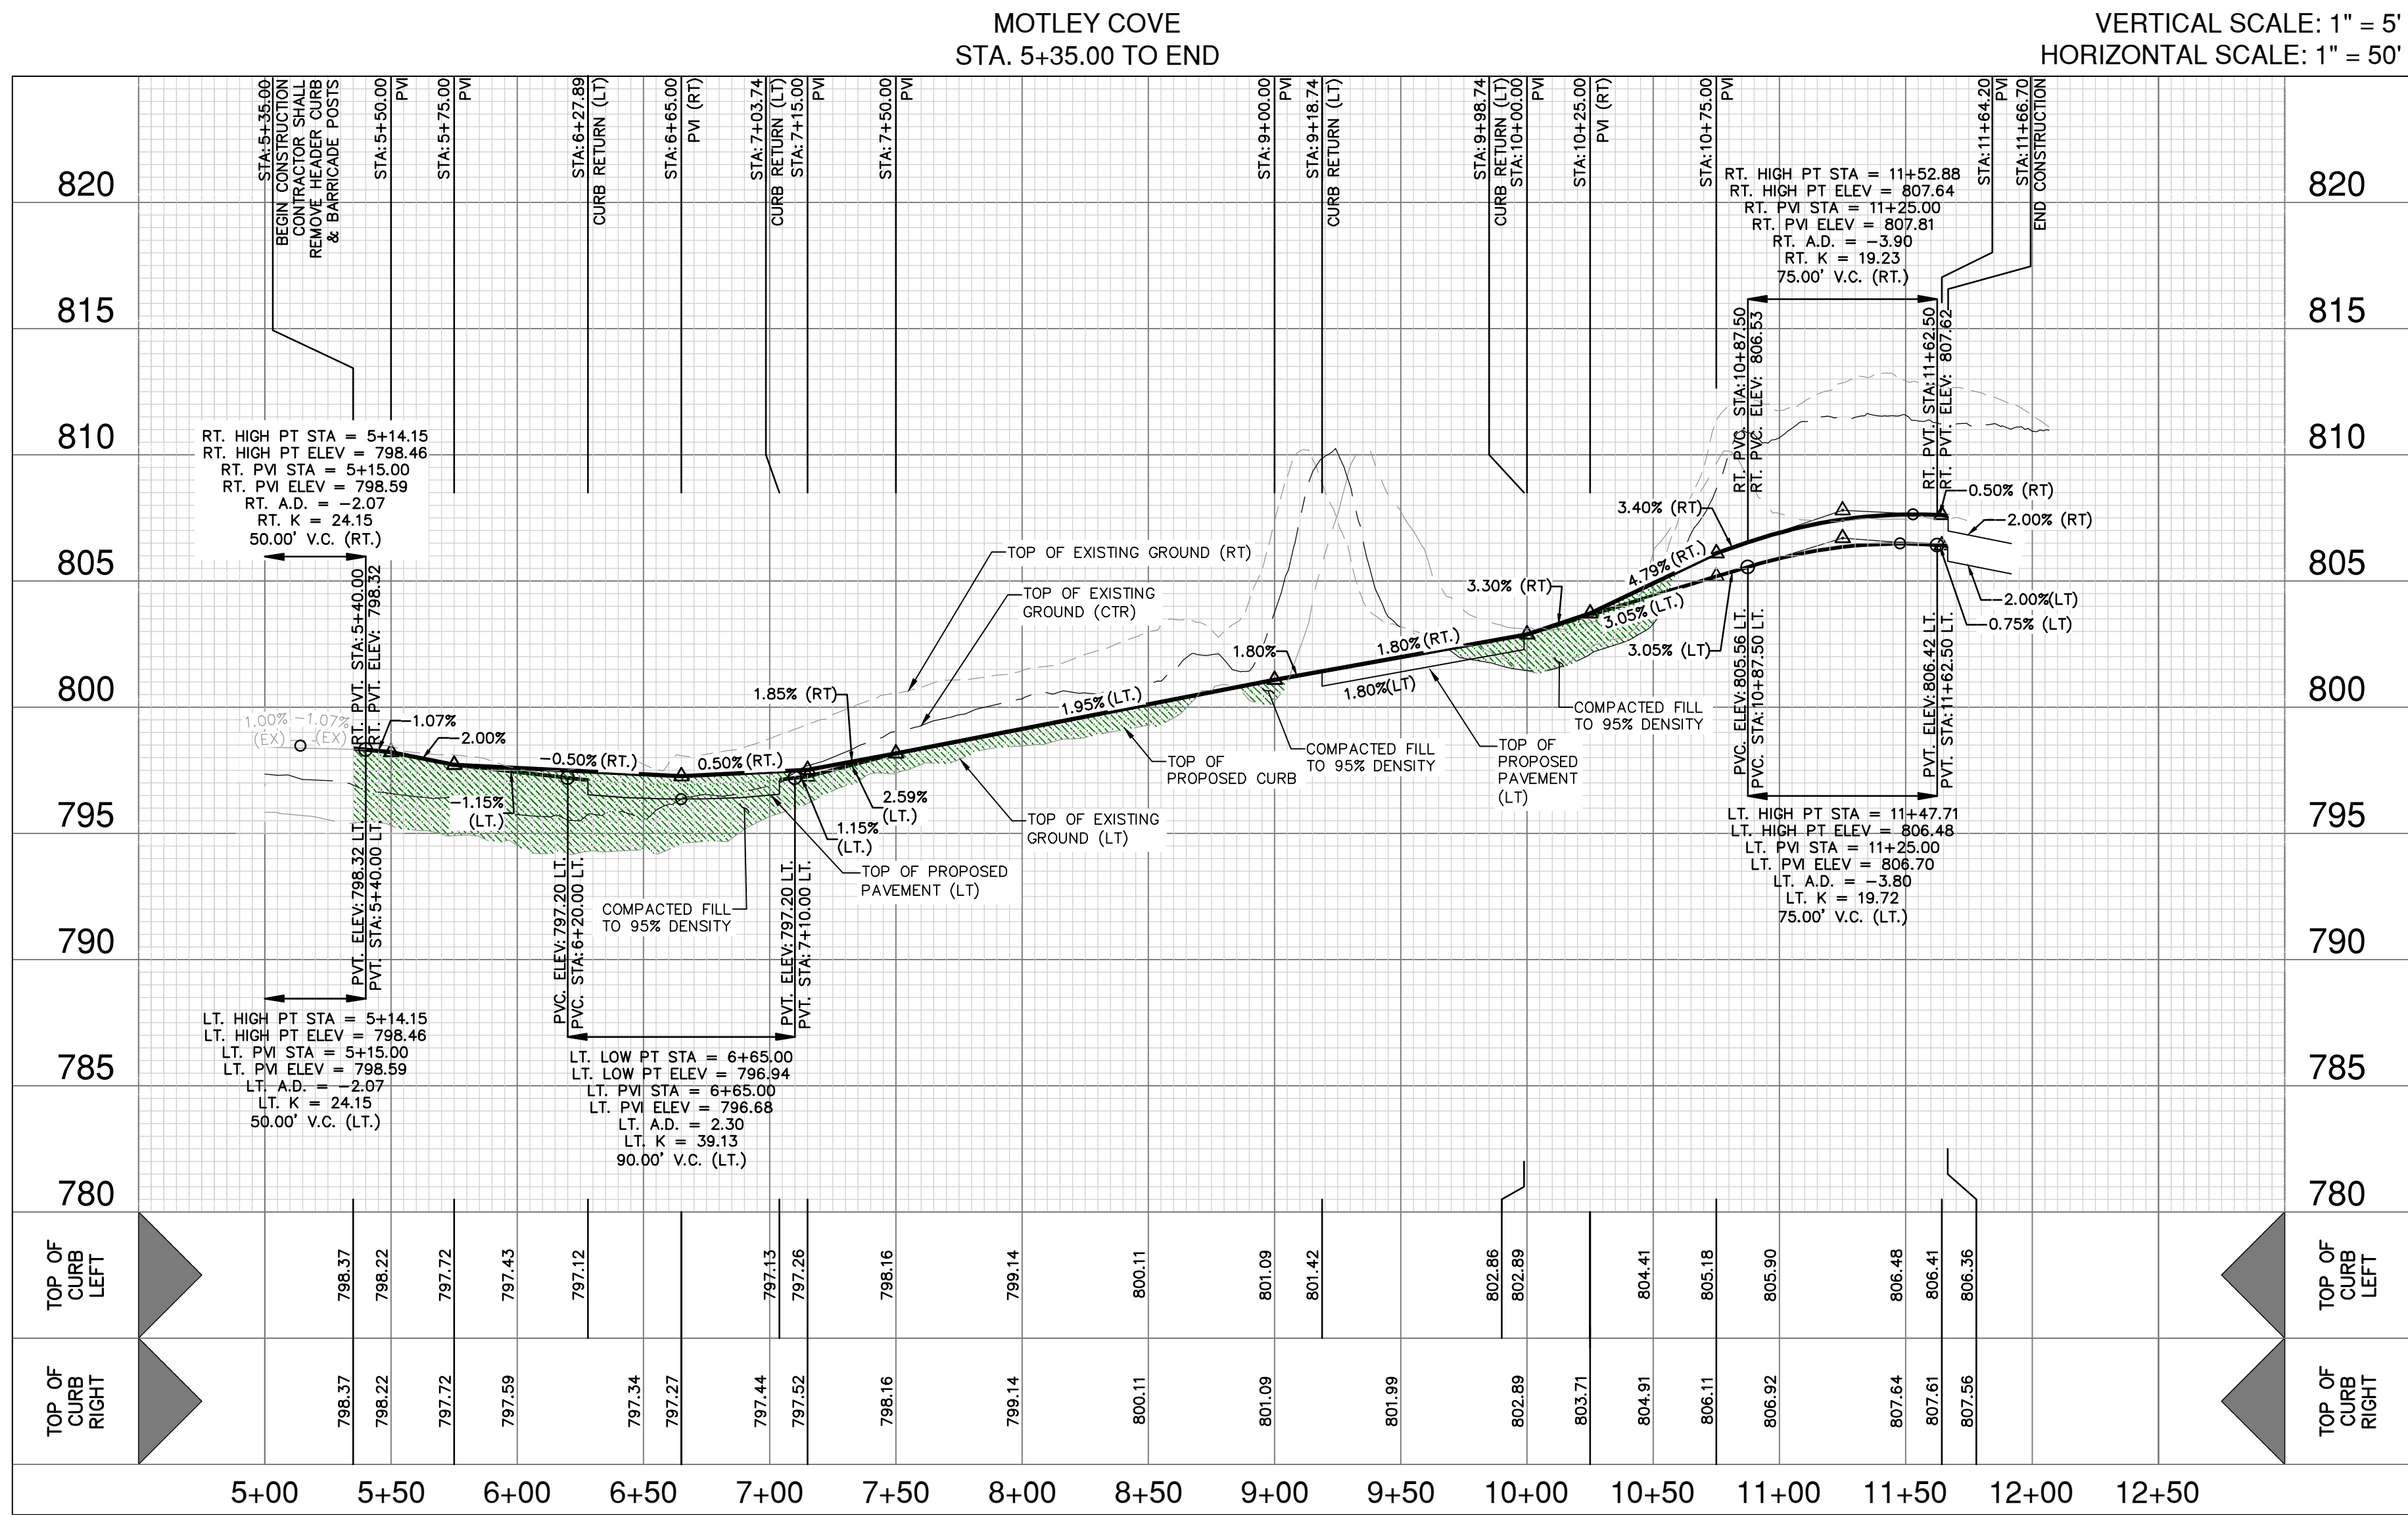 MOTLEY COVE
STA. 5+35.00 TO END
VERTICAL SCALE: 1" = 5'
HORIZONTAL SCALE: 1" = 50'
STA: 5+35.00
BEGIN CONSTRUCTION
CONTRACTOR SHALL
REMOVE HEADER CURB
& BARRICADE POSTS
STA: 5+50.00
PVI
STA: 5+75.00
PVI
STA: 6+27.89
CURB RETURN (LT)
STA: 6+65.00
PVI (RT)
STA: 7+03.74
CURB RETURN (LT)
STA: 7+15.00
PVI
STA: 7+50.00
PVI
STA: 9+00.00
PVI
STA: 9+18.74
CURB RETURN (LT)
STA: 9+98.74
CURB RETURN (LT)
STA: 10+00.00
PVI
STA: 10+25.00
PVI (RT)
STA: 10+75.00
PVI
STA: 11+64.20
PVI
STA: 11+66.70
END CONSTRUCTION
820
815
810
805
800
795
790
785
780
820
815
810
805
800
795
790
785
780
RT. HIGH PT STA = 11+52.88
RT. HIGH PT ELEV = 807.64
RT. PVI STA = 11+25.00
RT. PVI ELEV = 807.81
RT. A.D. = -3.90
RT. K = 19.23
75.00' V.C. (RT.)
RT. PVC. STA: 10+87.50
RT. PVC. ELEV: 806.53
RT. PVT. STA: 11+62.50
RT. PVT. ELEV: 807.62
RT. HIGH PT STA = 5+14.15
RT. HIGH PT ELEV = 798.46
RT. PVI STA = 5+15.00
RT. PVI ELEV = 798.59
RT. A.D. = -2.07
RT. K = 24.15
50.00' V.C. (RT.)
RT. PVT. STA: 5+40.00
RT. PVT. ELEV: 798.32
1.00%
(EX)
-1.07%
(EX)
-1.07%
-2.00%
-0.50% (RT.)
0.50% (RT.)
-1.15%
(LT.)
1.15%
(LT.)
2.59%
(LT.)
1.85% (RT)
1.95% (LT.)
1.80%
1.80% (RT.)
1.80%(LT)
3.30% (RT)
3.40% (RT)
4.79% (RT.)
3.05% (LT.)
3.05% (LT)
0.50% (RT)
-2.00% (RT)
-2.00%(LT)
0.75% (LT)
TOP OF EXISTING GROUND (RT)
TOP OF EXISTING
GROUND (CTR)
TOP OF
PROPOSED CURB
COMPACTED FILL
TO 95% DENSITY
TOP OF
PROPOSED
PAVEMENT
(LT)
COMPACTED FILL
TO 95% DENSITY
TOP OF EXISTING
GROUND (LT)
TOP OF PROPOSED
PAVEMENT (LT)
COMPACTED FILL
TO 95% DENSITY
PVT. ELEV: 798.32 LT.
PVT. STA: 5+40.00 LT.
PVC. ELEV: 797.20 LT.
PVC. STA: 6+20.00 LT.
PVT. ELEV: 797.20 LT.
PVT. STA: 7+10.00 LT.
PVC. ELEV: 805.56 LT.
PVC. STA: 10+87.50 LT.
PVT. ELEV: 806.42 LT.
PVT. STA: 11+62.50 LT.
LT. HIGH PT STA = 5+14.15
LT. HIGH PT ELEV = 798.46
LT. PVI STA = 5+15.00
LT. PVI ELEV = 798.59
LT. A.D. = -2.07
LT. K = 24.15
50.00' V.C. (LT.)
LT. LOW PT STA = 6+65.00
LT. LOW PT ELEV = 796.94
LT. PVI STA = 6+65.00
LT. PVI ELEV = 796.68
LT. A.D. = 2.30
LT. K = 39.13
90.00' V.C. (LT.)
LT. HIGH PT STA = 11+47.71
LT. HIGH PT ELEV = 806.48
LT. PVI STA = 11+25.00
LT. PVI ELEV = 806.70
LT. A.D. = -3.80
LT. K = 19.72
75.00' V.C. (LT.)
TOP OF
CURB
LEFT
798.37
798.22
797.72
797.43
797.12
797.13
797.26
798.16
799.14
800.11
801.09
801.42
802.86
802.89
804.41
805.18
805.90
806.48
806.41
806.36
TOP OF
CURB
LEFT
TOP OF
CURB
RIGHT
798.37
798.22
797.72
797.59
797.34
797.27
797.44
797.52
798.16
799.14
800.11
801.09
801.99
802.89
803.71
804.91
806.11
806.92
807.64
807.61
807.56
TOP OF
CURB
RIGHT
5+00 5+50 6+00 6+50 7+00 7+50 8+00 8+50 9+00 9+50 10+00 10+50 11+00 11+50 12+00 12+50